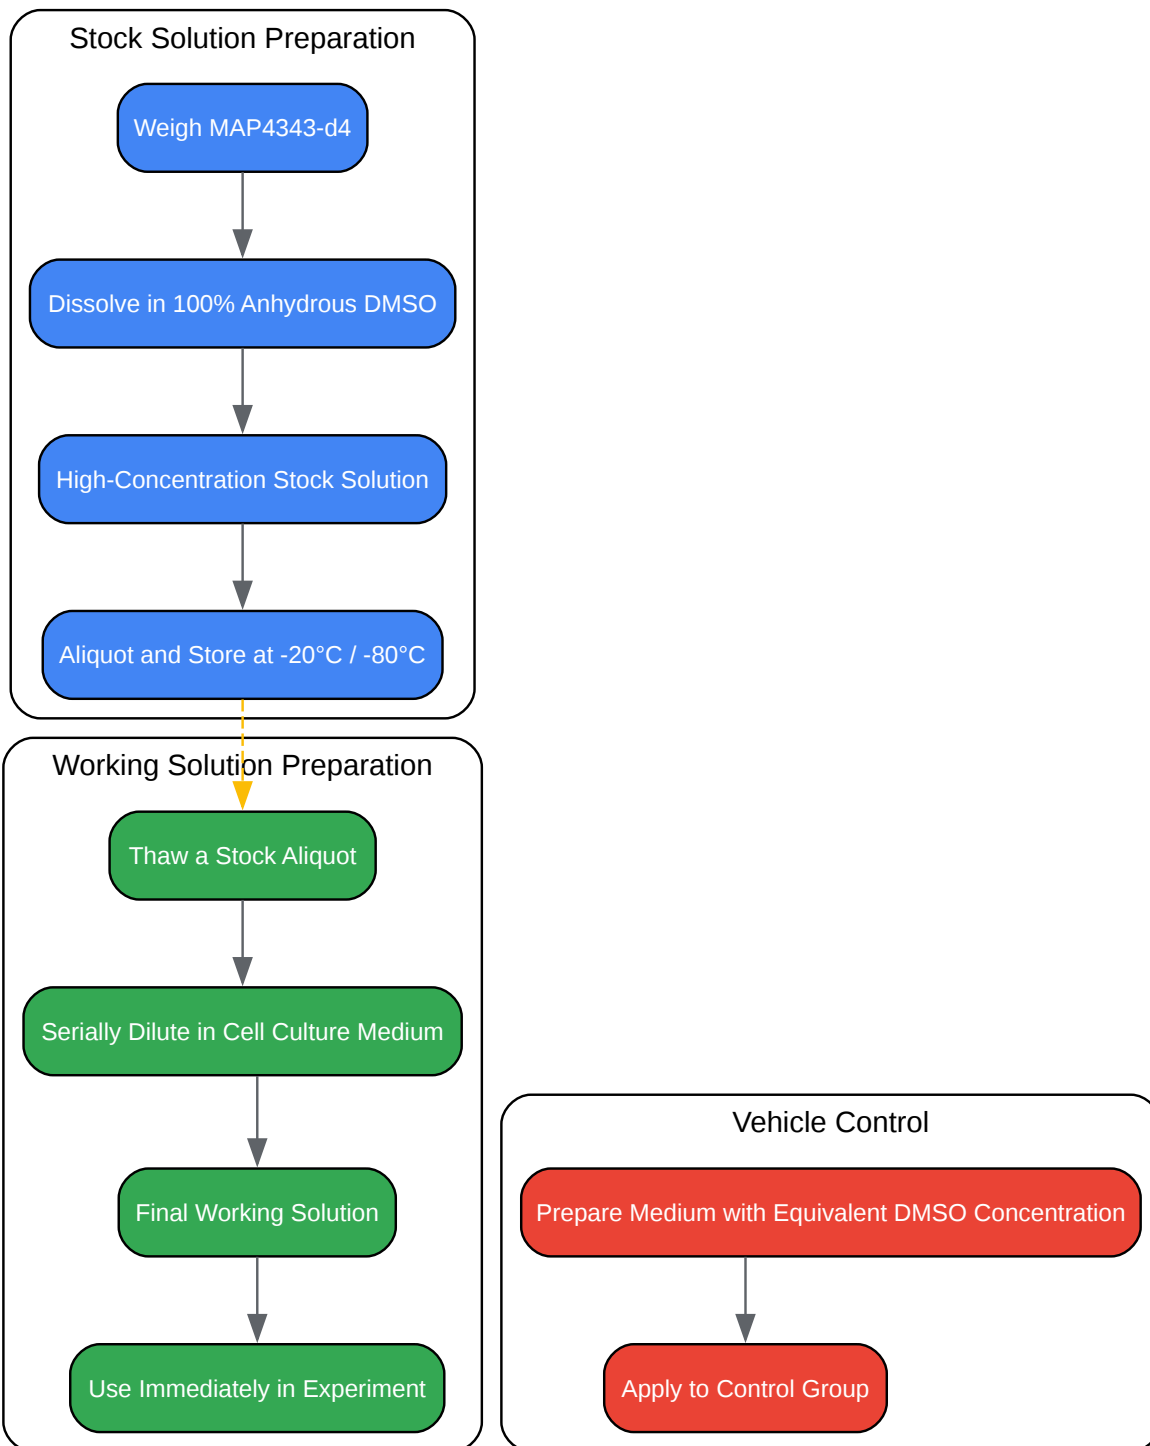 Stock Solution Preparation
Weigh MAP4343-d4
Dissolve in 100% Anhydrous DMSO
High-Concentration Stock Solution
Aliquot and Store at -20°C / -80°C
Working Solution Preparation
Thaw a Stock Aliquot
Serially Dilute in Cell Culture Medium
Final Working Solution
Use Immediately in Experiment
Vehicle Control
Prepare Medium with Equivalent DMSO Concentration
Apply to Control Group